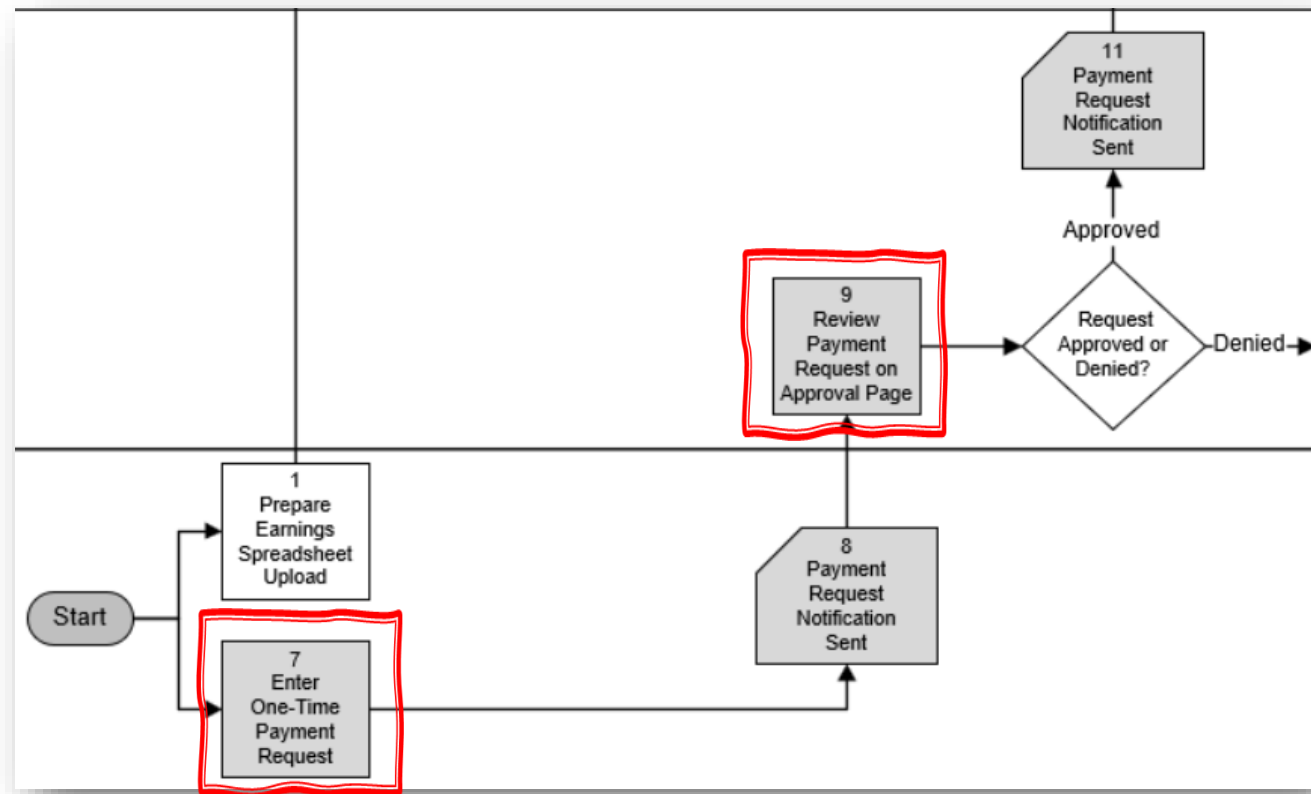 11
Payment
Request
Notification
Sent
Approved
9
Review
Payment
Request on
Approval Page
Request
Approved or
Denied?
Denied
1
Prepare
Earnings
Spreadsheet
Upload
8
Payment
Request
Notification
Sent
Start
7
Enter
One-Time
Payment
Request